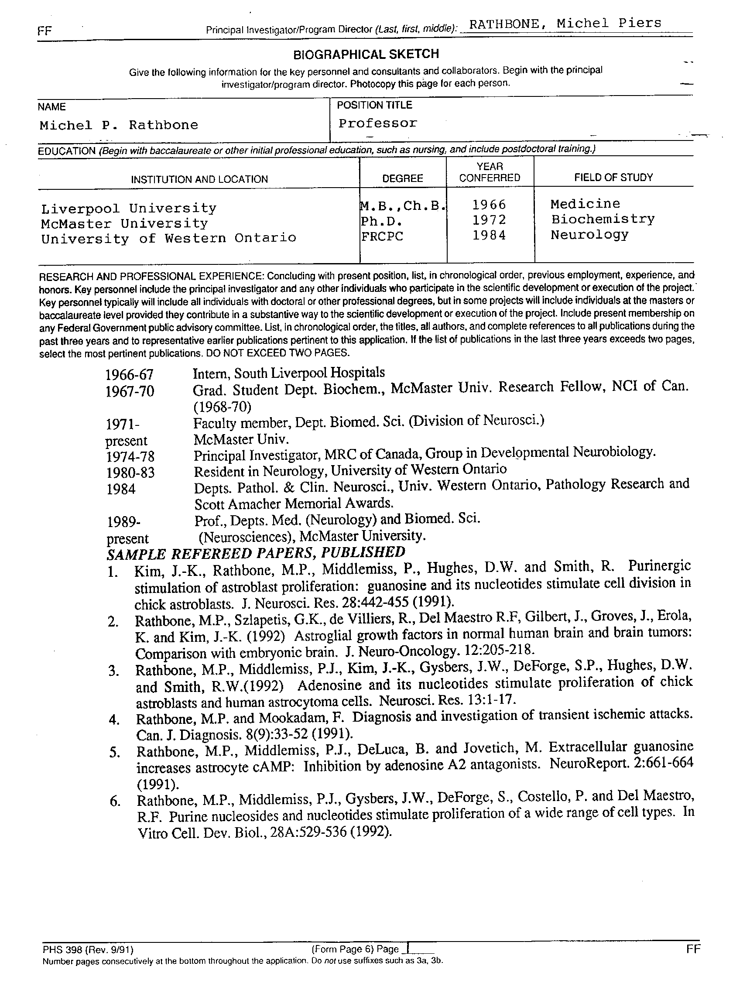 FF
Principal Investigator/Program Director (Last, first, middle): RATHBONE, Michel Piers
BIOGRAPHICAL SKETCH
Give the following information for the key personnel and consultants and collaborators. Begin with the principal
investigator/program director. Photocopy this page for each person.
NAME
POSITION TITLE
Michel P. Rathbone
Professor
EDUCATION (Begin with baccalaureate or other initial professional education, such as nursing, and include postdoctoral training.)
INSTITUTION AND LOCATION
DEGREE
YEAR
CONFERRED
FIELD OF STUDY
Liverpool University M.B.,Ch.B. 1966 Medicine
McMaster University Ph.D. 1972 Biochemistry
University of Western Ontario FRCPC 1984 Neurology
RESEARCH AND PROFESSIONAL EXPERIENCE: Concluding with present position, list, in chronological order, previous employment, experience, and
honors. Key personnel include the principal investigator and any other individuals who participate in the scientific development or execution of the project.
Key personnel typically will include all individuals with doctoral or other professional degrees, but in some projects will include individuals at the masters or
baccalaureate level provided they contribute in a substantive way to the scientific development or execution of the project. Include present membership on
any Federal Government public advisory committee. List, in chronological order, the titles, all authors, and complete references to all publications during the
past three years and to representative earlier publications pertinent to this application. If the list of publications in the last three years exceeds two pages,
select the most pertinent publications. DO NOT EXCEED TWO PAGES.
1966-67 Intern, South Liverpool Hospitals
1967-70 Grad. Student Dept. Biochem., McMaster Univ. Research Fellow, NCI of Can.
(1968-70)
1971- Faculty member, Dept. Biomed. Sci. (Division of Neurosci.)
present McMaster Univ.
1974-78 Principal Investigator, MRC of Canada, Group in Developmental Neurobiology.
1980-83 Resident in Neurology, University of Western Ontario
1984 Depts. Pathol. & Clin. Neurosci., Univ. Western Ontario, Pathology Research and
Scott Amacher Memorial Awards.
1989- Prof., Depts. Med. (Neurology) and Biomed. Sci.
present (Neurosciences), McMaster University.
SAMPLE REFEREED PAPERS, PUBLISHED
1. Kim, J.-K., Rathbone, M.P., Middlemiss, P., Hughes, D.W. and Smith, R. Purinergic
stimulation of astroblast proliferation: guanosine and its nucleotides stimulate cell division in
chick astroblasts. J. Neurosci. Res. 28:442-455 (1991).
2. Rathbone, M.P., Szlapetis, G.K., de Villiers, R., Del Maestro R.F, Gilbert, J., Groves, J., Erola,
K. and Kim, J.-K. (1992) Astroglial growth factors in normal human brain and brain tumors:
Comparison with embryonic brain. J. Neuro-Oncology. 12:205-218.
3. Rathbone, M.P., Middlemiss, P.J., Kim, J.-K., Gysbers, J.W., DeForge, S.P., Hughes, D.W.
and Smith, R.W.(1992) Adenosine and its nucleotides stimulate proliferation of chick
astroblasts and human astrocytoma cells. Neurosci. Res. 13:1-17.
4. Rathbone, M.P. and Mookadam, F. Diagnosis and investigation of transient ischemic attacks.
Can. J. Diagnosis. 8(9):33-52 (1991).
5. Rathbone, M.P., Middlemiss, P.J., DeLuca, B. and Jovetich, M. Extracellular guanosine
increases astrocyte cAMP: Inhibition by adenosine A2 antagonists. NeuroReport. 2:661-664
(1991).
6. Rathbone, M.P., Middlemiss, P.J., Gysbers, J.W., DeForge, S., Costello, P. and Del Maestro,
R.F. Purine nucleosides and nucleotides stimulate proliferation of a wide range of cell types. In
Vitro Cell. Dev. Biol., 28A:529-536 (1992).
PHS 398 (Rev. 9/91) (Form Page 6) Page 1 FF
Number pages consecutively at the bottom throughout the application. Do not use suffixes such as 3a, 3b.